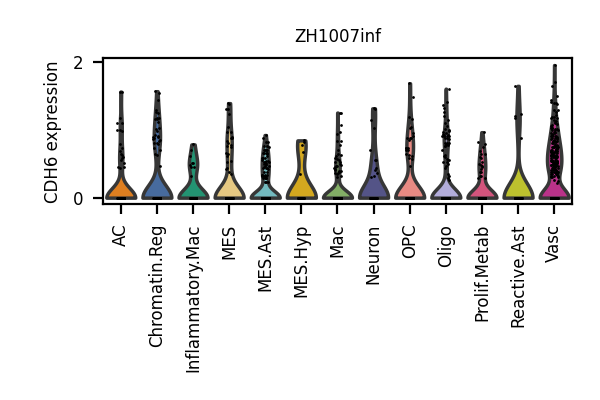 ZH1007inf
CDH6 expression
2
0
AC
Chromatin.Reg
Inflammatory.Mac
MES
MES.Ast
MES.Hyp
Mac
Neuron
OPC
Oligo
Prolif.Metab
Reactive.Ast
Vasc